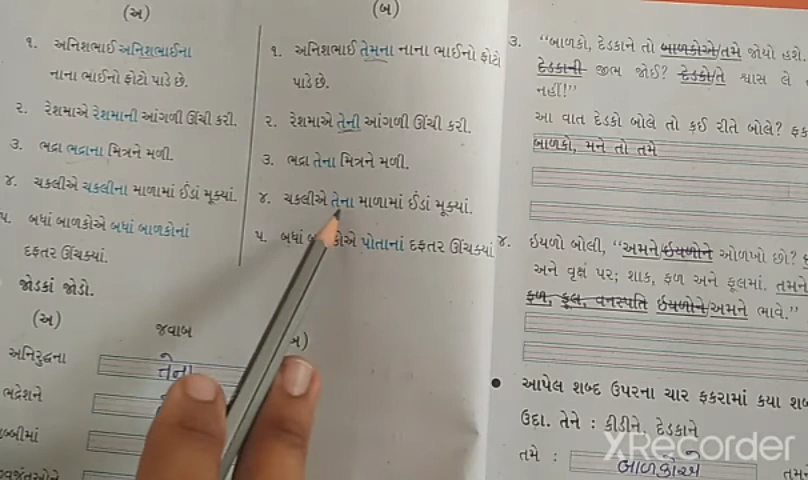 (અ)
૧. અનિશભાઈ અનિશભાઈના
નાના ભાઈનો ફોટો પાડે છે.
૨. રેશમાએ રેશમાની આંગળી ઊંચી કરી.
૩. ભદ્રા ભદ્રાના મિત્રને મળી.
૪. ચકલીએ ચકલીના માળામાં ઈંડાં મૂક્યાં.
૫. બધાં બાળકોએ બધાં બાળકોનાં
દફતર ઊંચક્યાં.
જોડકાં જોડો.
(અ) જવાબ
અનિરુદ્ધના તેના
ભદ્રેશને
(બ)
૧. અનિશભાઈ તેમના નાના ભાઈનો ફોટો
પાડે છે.
૨. રેશમાએ તેની આંગળી ઊંચી કરી.
૩. ભદ્રા તેના મિત્રને મળી.
૪. ચકલીએ તેના માળામાં ઈંડાં મૂક્યાં.
૫. બધાં પોતાનાં દફતર ઊંચક્યાં
૩. “બાળકો, દેડકાને તો બાળકોએ/તમે જોયો હશે.
દેડકાની જીભ જોઈ? દેડકો/તે શ્વાસ લે
નહીં!”
આ વાત દેડકો બોલે તો કઈ રીતે બોલે?
બાળકો, મને તો તમે
૪. ઇયળો બોલી, “અમને/ઇયળોને ઓળખો છો?
અને વૃક્ષ પર; શાક, ફળ અને ફૂલમાં. તમને
ફળ, ફૂલ, વનસ્પતિ ઇયળોને/અમને ભાવે.”
● આપેલ શબ્દ ઉપરના ચાર ફકરામાં કયા
ઉદા. તેને : કીડીને, દેડકાને
તમે : બાળકોએ
XRecorder